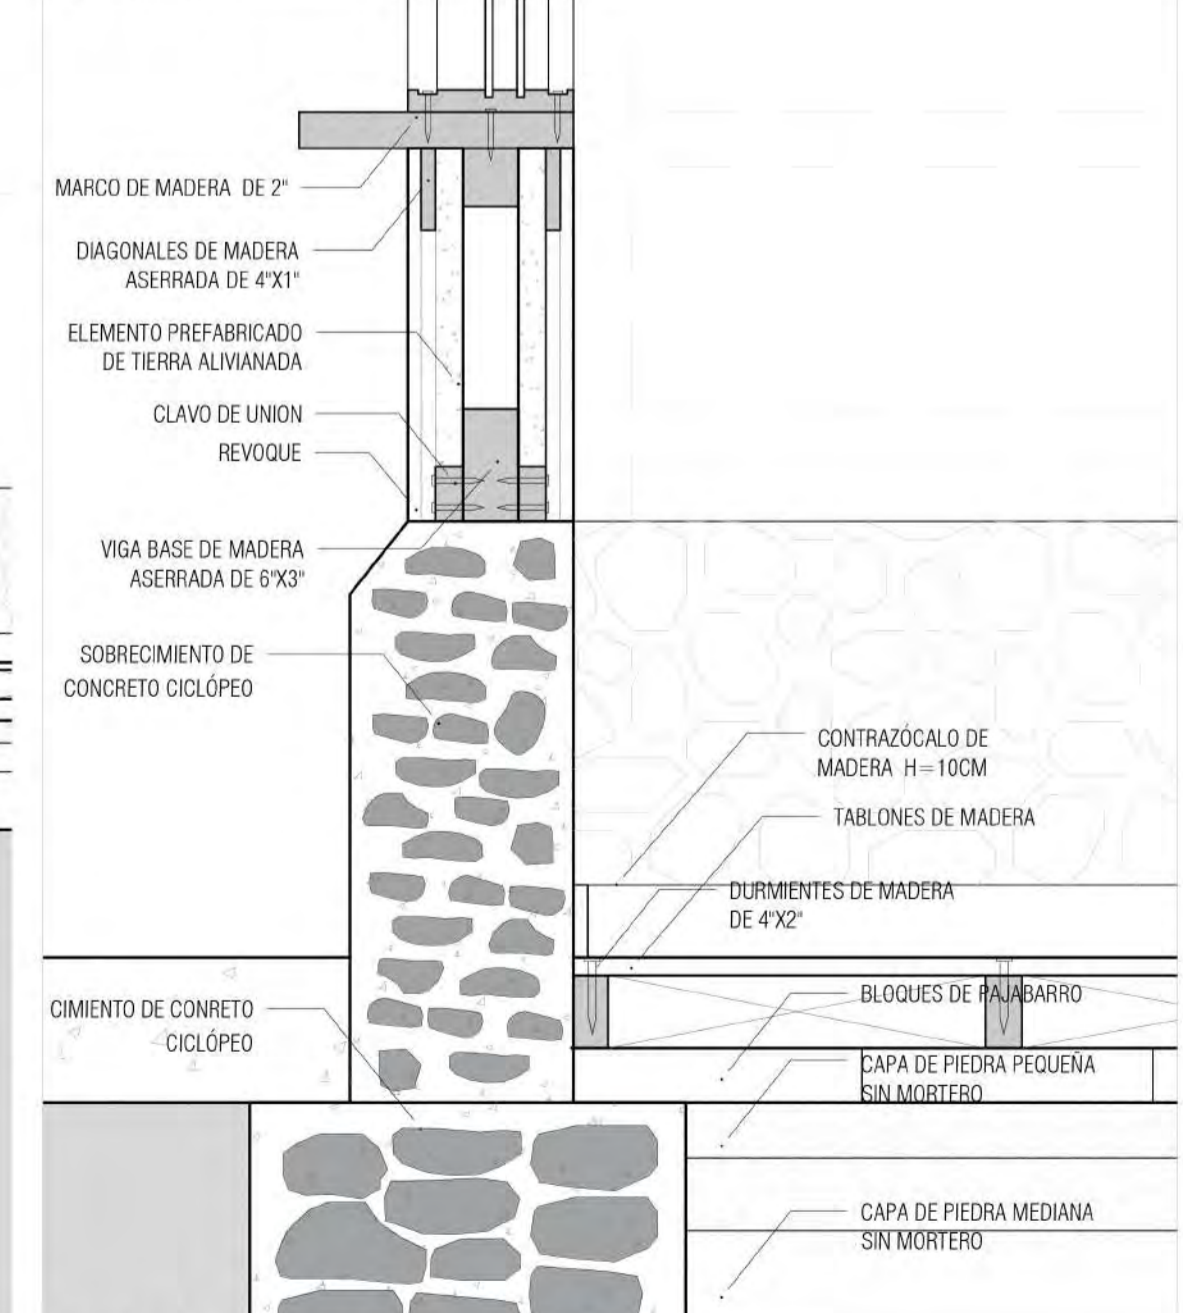 MARCO DE MADERA DE 2"
DIAGONALES DE MADERA
ASERRADA DE 4"X1"
ELEMENTO PREFABRICADO
DE TIERRA ALIVIANADA
CLAVO DE UNION
REVOQUE
VIGA BASE DE MADERA
ASERRADA DE 6"X3"
SOBRECIMIENTO DE
CONCRETO CICLÓPEO
CONTRAZÓCALO DE
MADERA H=10CM
TABLONES DE MADERA
DURMIENTES DE MADERA
DE 4"X2"
CIMIENTO DE CONRETO
CICLÓPEO
BLOQUES DE PAJABARRO
CAPA DE PIEDRA PEQUEÑA
SIN MORTERO
CAPA DE PIEDRA MEDIANA
SIN MORTERO